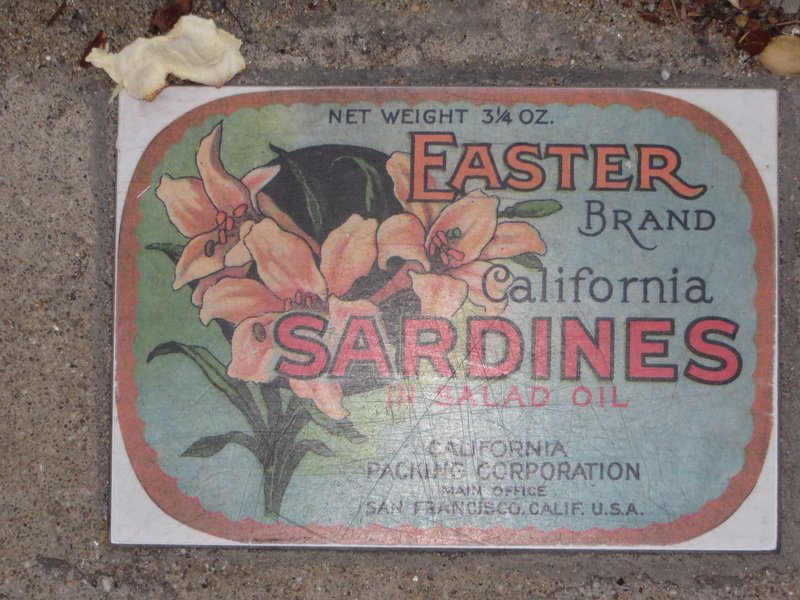 NET WEIGHT 3¼ OZ.
EASTER
BRAND
California
SARDINES
IN SALAD OIL
CALIFORNIA
PACKING CORPORATION
MAIN OFFICE
SAN FRANCISCO, CALIF. U.S.A.